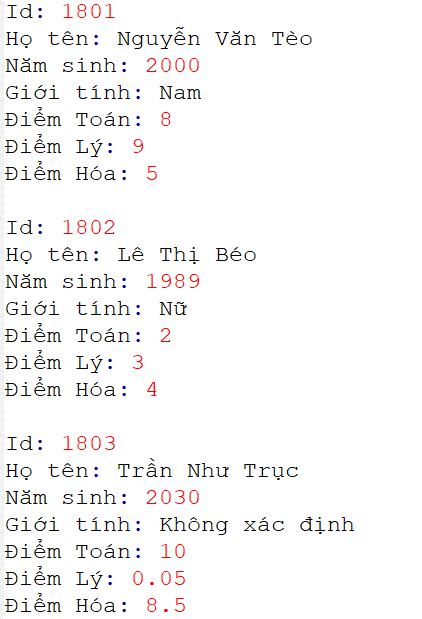 Id: 1801
Họ tên: Nguyễn Văn Tèo
Năm sinh: 2000
Giới tính: Nam
Điểm Toán: 8
Điểm Lý: 9
Điểm Hóa: 5
Id: 1802
Họ tên: Lê Thị Béo
Năm sinh: 1989
Giới tính: Nữ
Điểm Toán: 2
Điểm Lý: 3
Điểm Hóa: 4
Id: 1803
Họ tên: Trần Như Trục
Năm sinh: 2030
Giới tính: Không xác định
Điểm Toán: 10
Điểm Lý: 0.05
Điểm Hóa: 8.5